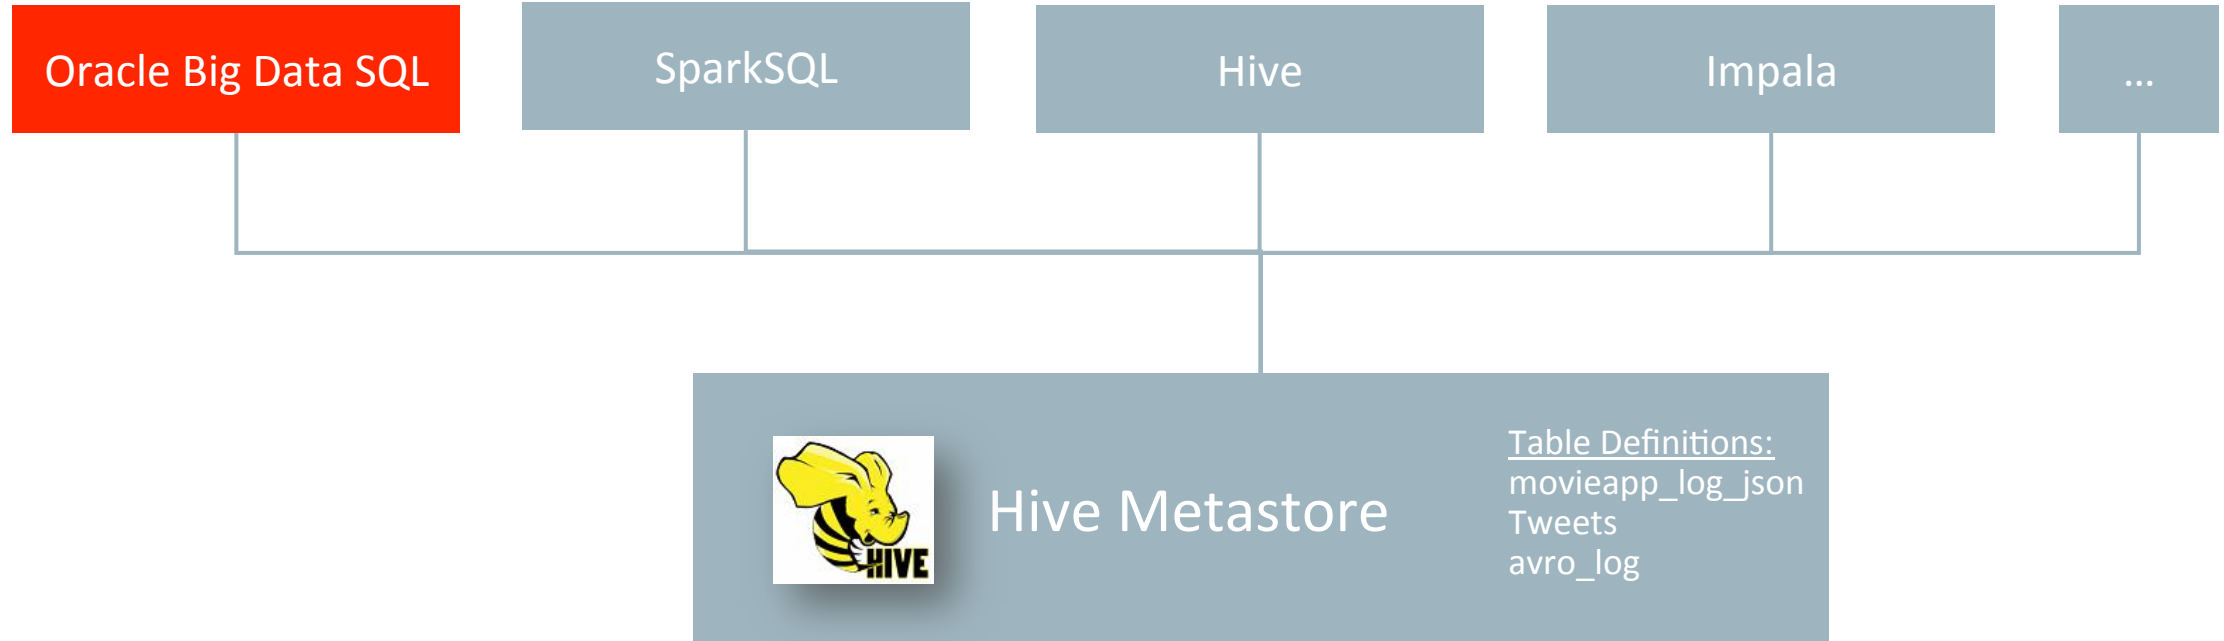 Oracle Big Data SQL
SparkSQL
Hive
Impala
...
HIVE
Hive Metastore
Table Definitions:
movieapp_log_json
Tweets
avro_log